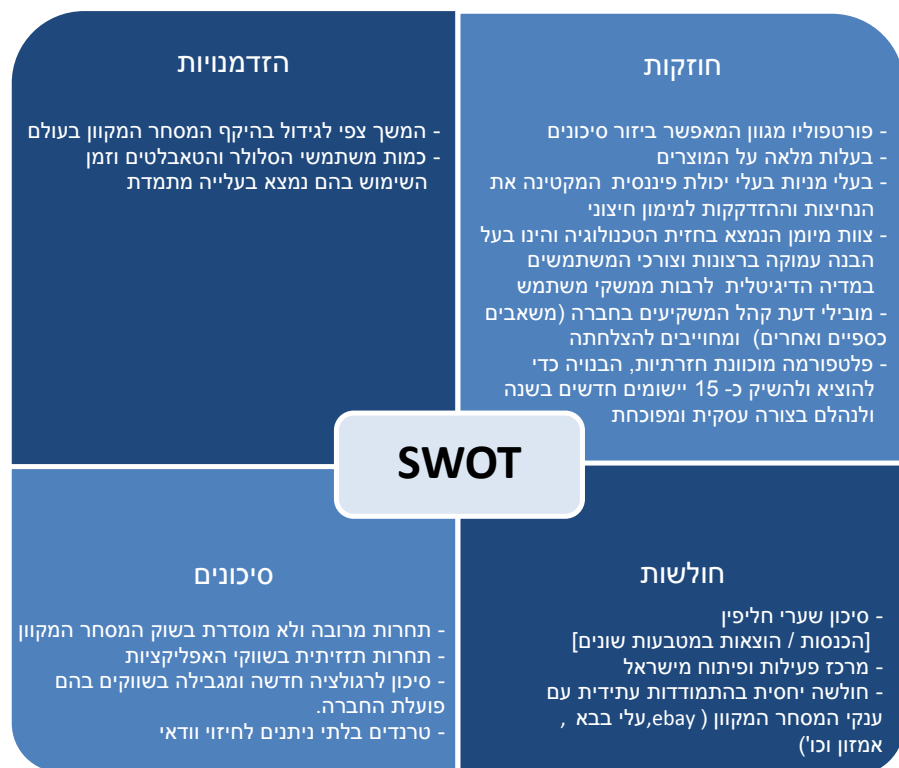 חוזקות
- פורטפוליו מגוון המאפשר ביזור סיכונים
- בעלות מלאה על המוצרים
- בעלי מניות בעלי יכולת פיננסית המקטינה את
הנחיצות וההזדקקות למימון חיצוני
- צוות מיומן הנמצא בחזית הטכנולוגיה והינו בעל
הבנה עמוקה ברצונות וצורכי המשתמשים
במדיה הדיגיטלית לרבות ממשקי משתמש
- מובילי דעת קהל המשקיעים בחברה (משאבים
כספיים ואחרים) ומחוייבים להצלחתה
- פלטפורמה מוכוונת חזרתיות, הבנויה כדי
להוציא ולהשיק כ- 15 יישומים חדשים בשנה
ולנהלם בצורה עסקית ומפוכחת
הזדמנויות
- המשך צפי לגידול בהיקף המסחר המקוון בעולם
- כמות משתמשי הסלולר והטאבלטים וזמן
השימוש בהם נמצא בעלייה מתמדת
SWOT
חולשות
- סיכון שערי חליפין
[הכנסות / הוצאות במטבעות שונים]
- מרכז פעילות ופיתוח מישראל
- חולשה יחסית בהתמודדות עתידית עם
ענקי המסחר המקוון ( ebay,עלי בבא ,
אמזון וכו')
סיכונים
- תחרות מרובה ולא מוסדרת בשוק המסחר המקוון
- תחרות תזזיתית בשווקי האפליקציות
- סיכון לרגולציה חדשה ומגבילה בשווקים בהם
פועלת החברה.
- טרנדים בלתי ניתנים לחיזוי וודאי